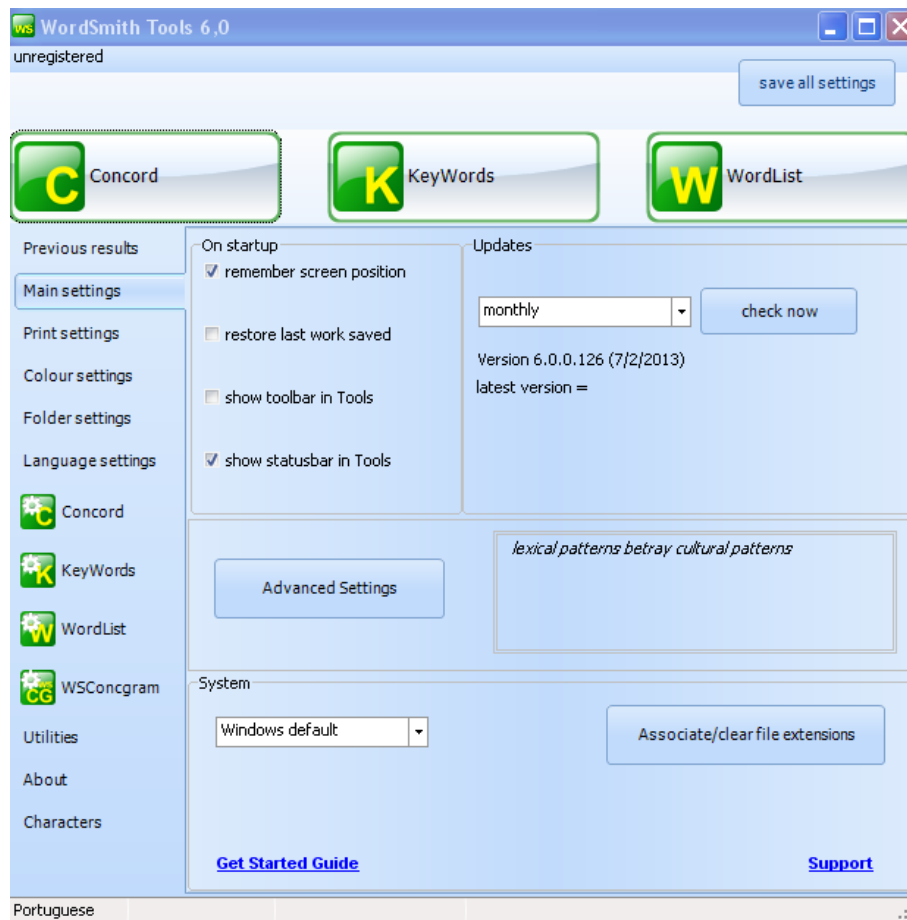 WS WordSmith Tools 6,0
unregistered
save all settings
C Concord
K KeyWords
W WordList
Previous results
Main settings
Print settings
Colour settings
Folder settings
Language settings
C Concord
K KeyWords
W WordList
WS CG WSConcgram
Utilities
About
Characters
On startup
remember screen position
restore last work saved
show toolbar in Tools
show statusbar in Tools
Updates
monthly
check now
Version 6.0.0.126 (7/2/2013)
latest version =
Advanced Settings
lexical patterns betray cultural patterns
System
Windows default
Associate/clear file extensions
Get Started Guide
Support
Portuguese